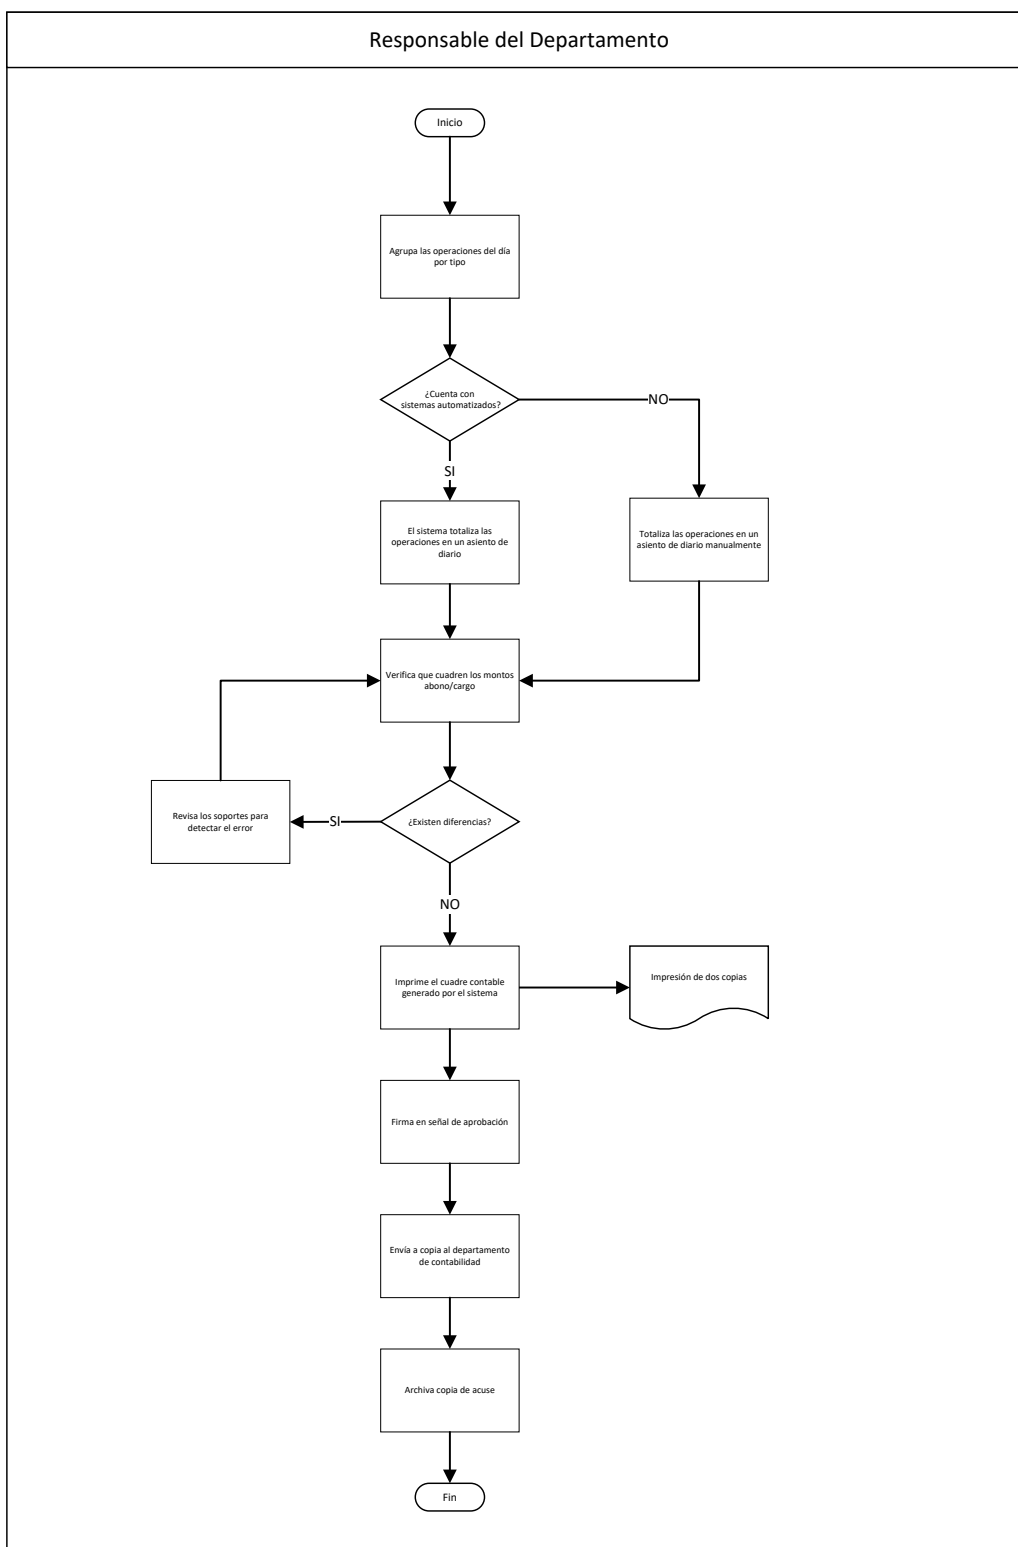 Responsable del Departamento
Inicio
Agrupa las operaciones del día
por tipo
¿Cuenta con
sistemas automatizados?
NO
SI
El sistema totaliza las
operaciones en un asiento de
diario
Totaliza las operaciones en un
asiento de diario manualmente
Verifica que cuadren los montos
abono/cargo
Revisa los soportes para
detectar el error
SI
¿Existen diferencias?
NO
Imprime el cuadre contable
generado por el sistema
Impresión de dos copias
Firma en señal de aprobación
Envía a copia al departamento
de contabilidad
Archiva copia de acuse
Fin